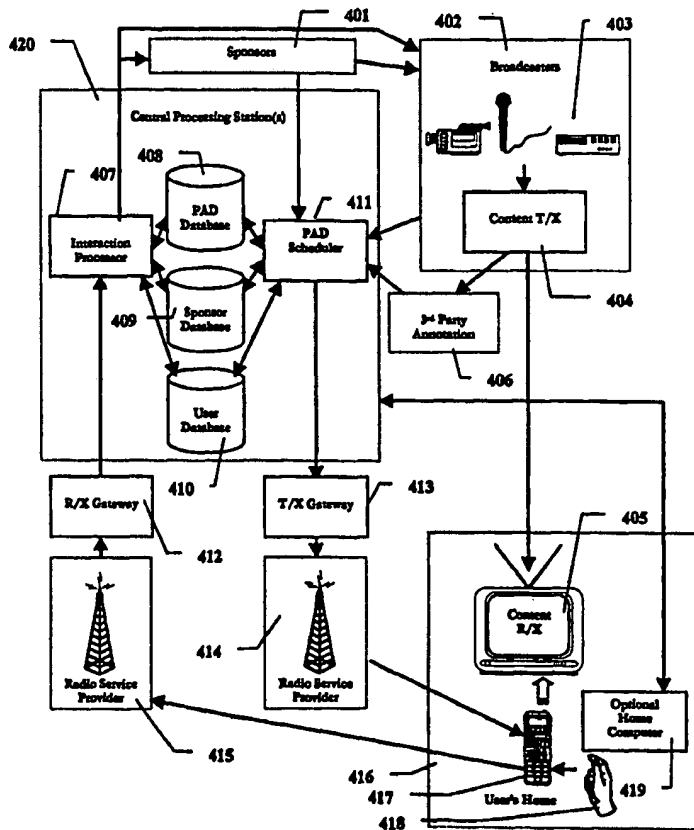 401
402
403
Sponsors
420
Broadcasters
Central Processing Station(s)
407
408
411
PAD
Database
PAD
Scheduler
Interaction
Processor
Content T/X
404
409
Sponsor
Database
3rd Party
Annotation
406
User
Database
410
R/X Gateway
T/X Gateway
413
412
405
Content
R/X
414
Radio Service
Provider
Radio Service
Provider
Optional
Home
Computer
415
416
417
User's Home
419
418